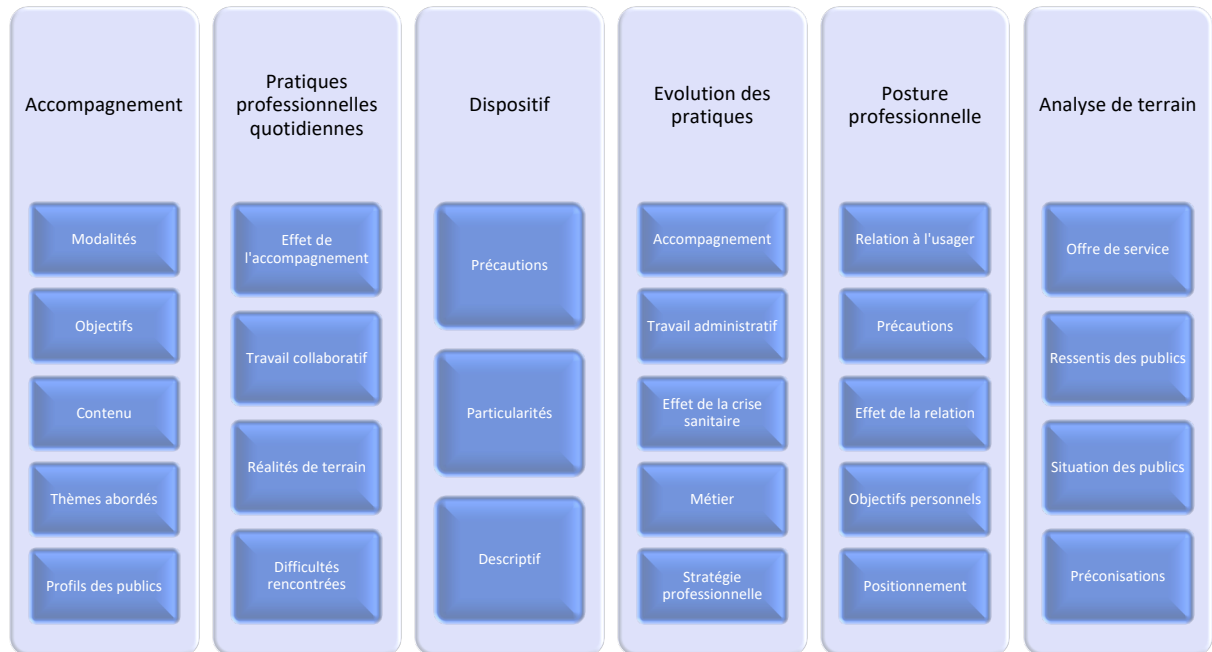 Accompagnement
Modalités
Objectifs
Contenu
Thèmes abordés
Profils des publics
Pratiques
professionnelles
quotidiennes
Effet de
l'accompagnement
Travail collaboratif
Réalités de terrain
Difficultés
rencontrées
Dispositif
Précautions
Particularités
Descriptif
Evolution des
pratiques
Accompagnement
Travail administratif
Effet de la crise
sanitaire
Métier
Stratégie
professionnelle
Posture
professionnelle
Relation à l'usager
Précautions
Effet de la relation
Objectifs personnels
Positionnement
Analyse de terrain
Offre de service
Ressentis des publics
Situation des publics
Préconisations